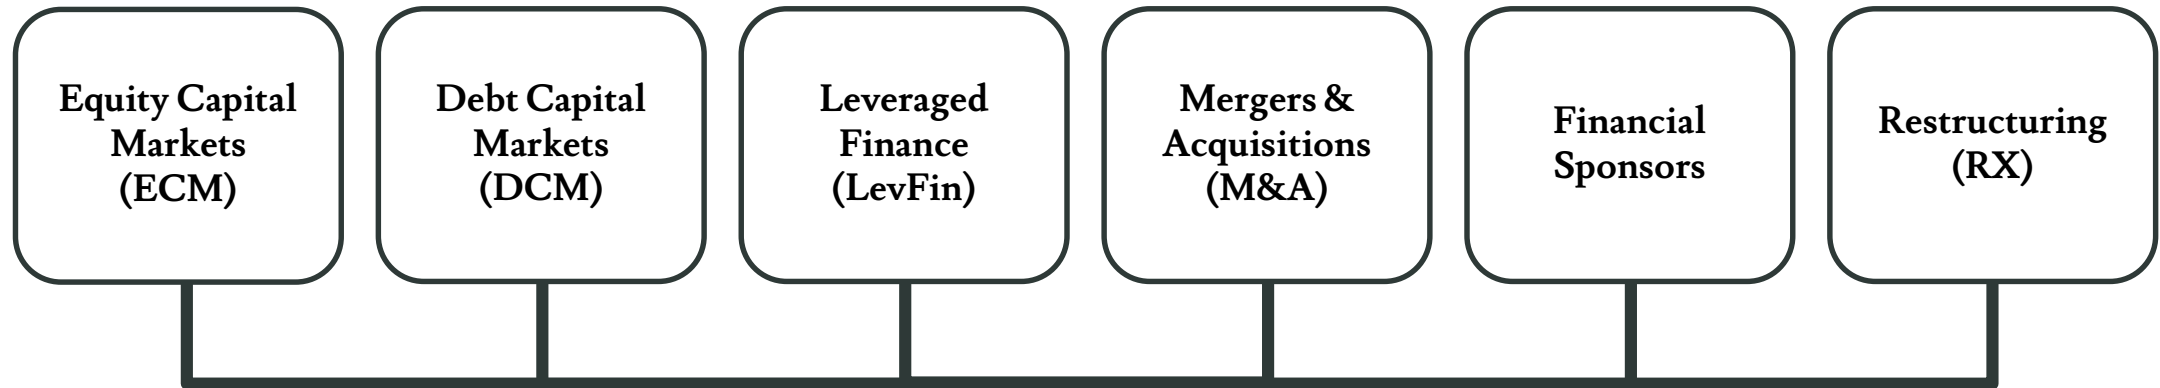 Equity Capital
Markets
(ECM)
Debt Capital
Markets
(DCM)
Leveraged
Finance
(LevFin)
Mergers &
Acquisitions
(M&A)
Financial
Sponsors
Restructuring
(RX)